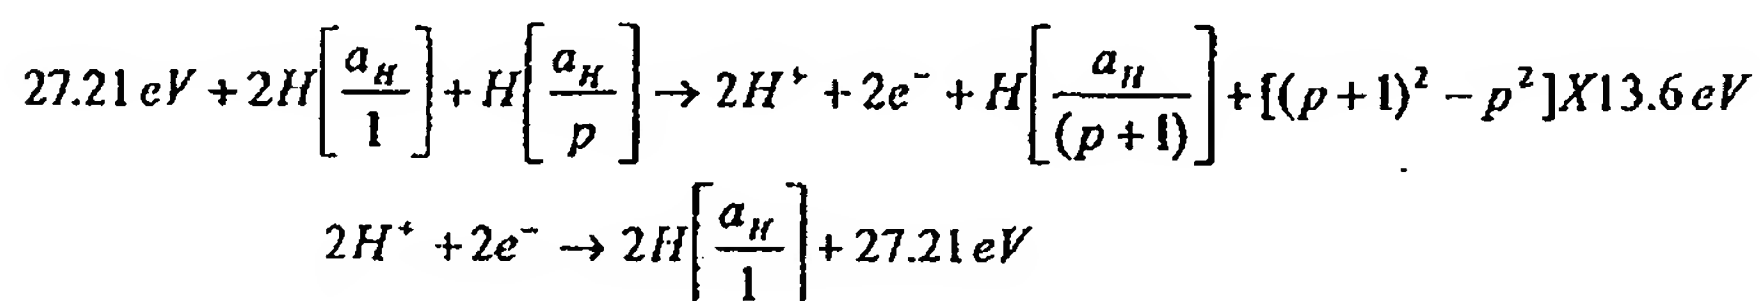 27.21 eV + 2H[a_H/1] + H[a_H/p] → 2H⁺ + 2e⁻ + H[a_H/(p+1)] + [(p+1)² − p²]X13.6 eV
2H⁺ + 2e⁻ → 2H[a_H/1] + 27.21 eV